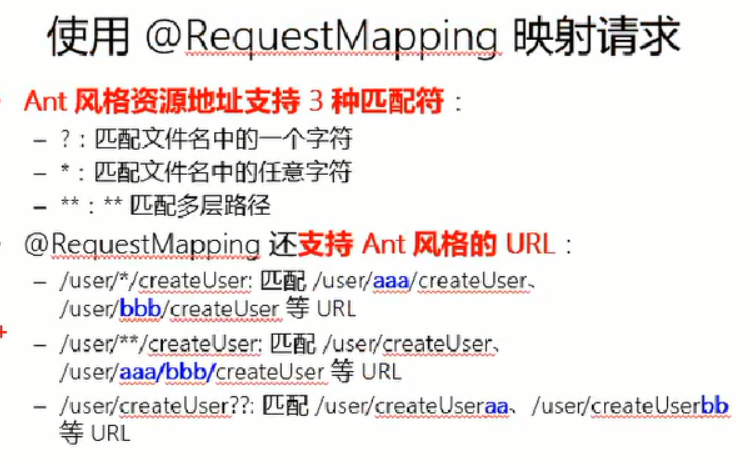 使用 @RequestMapping 映射请求
Ant 风格资源地址支持 3 种匹配符：
– ?：匹配文件名中的一个字符
– *：匹配文件名中的任意字符
– **：** 匹配多层路径
@RequestMapping 还支持 Ant 风格的 URL：
– /user/*/createUser: 匹配 /user/aaa/createUser、
/user/bbb/createUser 等 URL
– /user/**/createUser: 匹配 /user/createUser、
/user/aaa/bbb/createUser 等 URL
– /user/createUser??: 匹配 /user/createUseraa、/user/createUserbb
等 URL